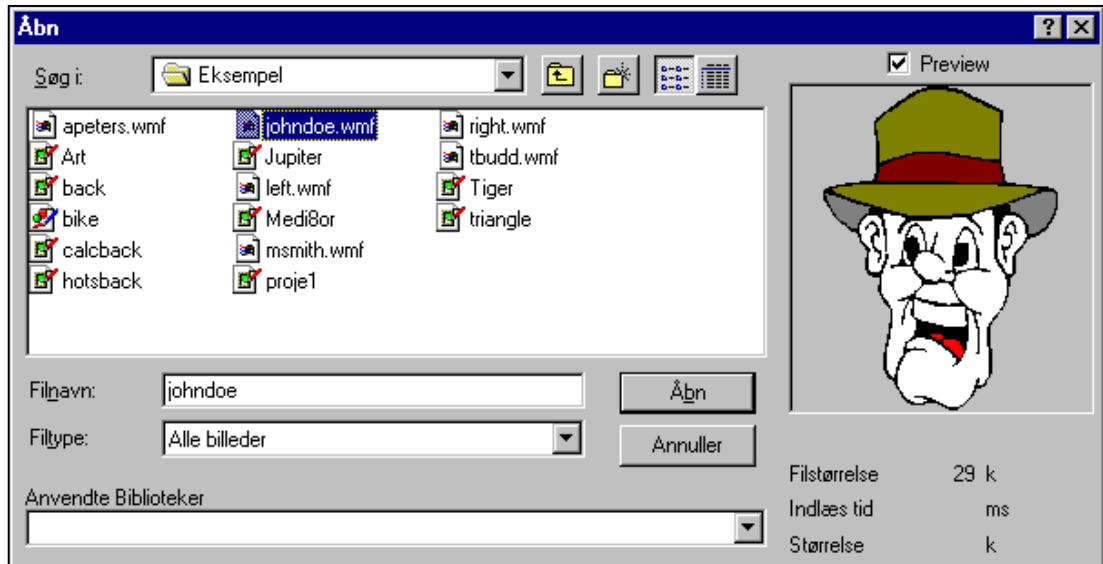 Åbn
Søg i: Eksempel
Preview
apeters.wmf johndoe.wmf right.wmf
Art Jupiter tbudd.wmf
back left.wmf Tiger
bike Medi8or triangle
calcback msmith.wmf
hotsback proje1
Filnavn: johndoe Åbn
Filtype: Alle billeder Annuller
Anvendte Biblioteker
Filstørrelse 29 k
Indlæs tid ms
Størrelse k